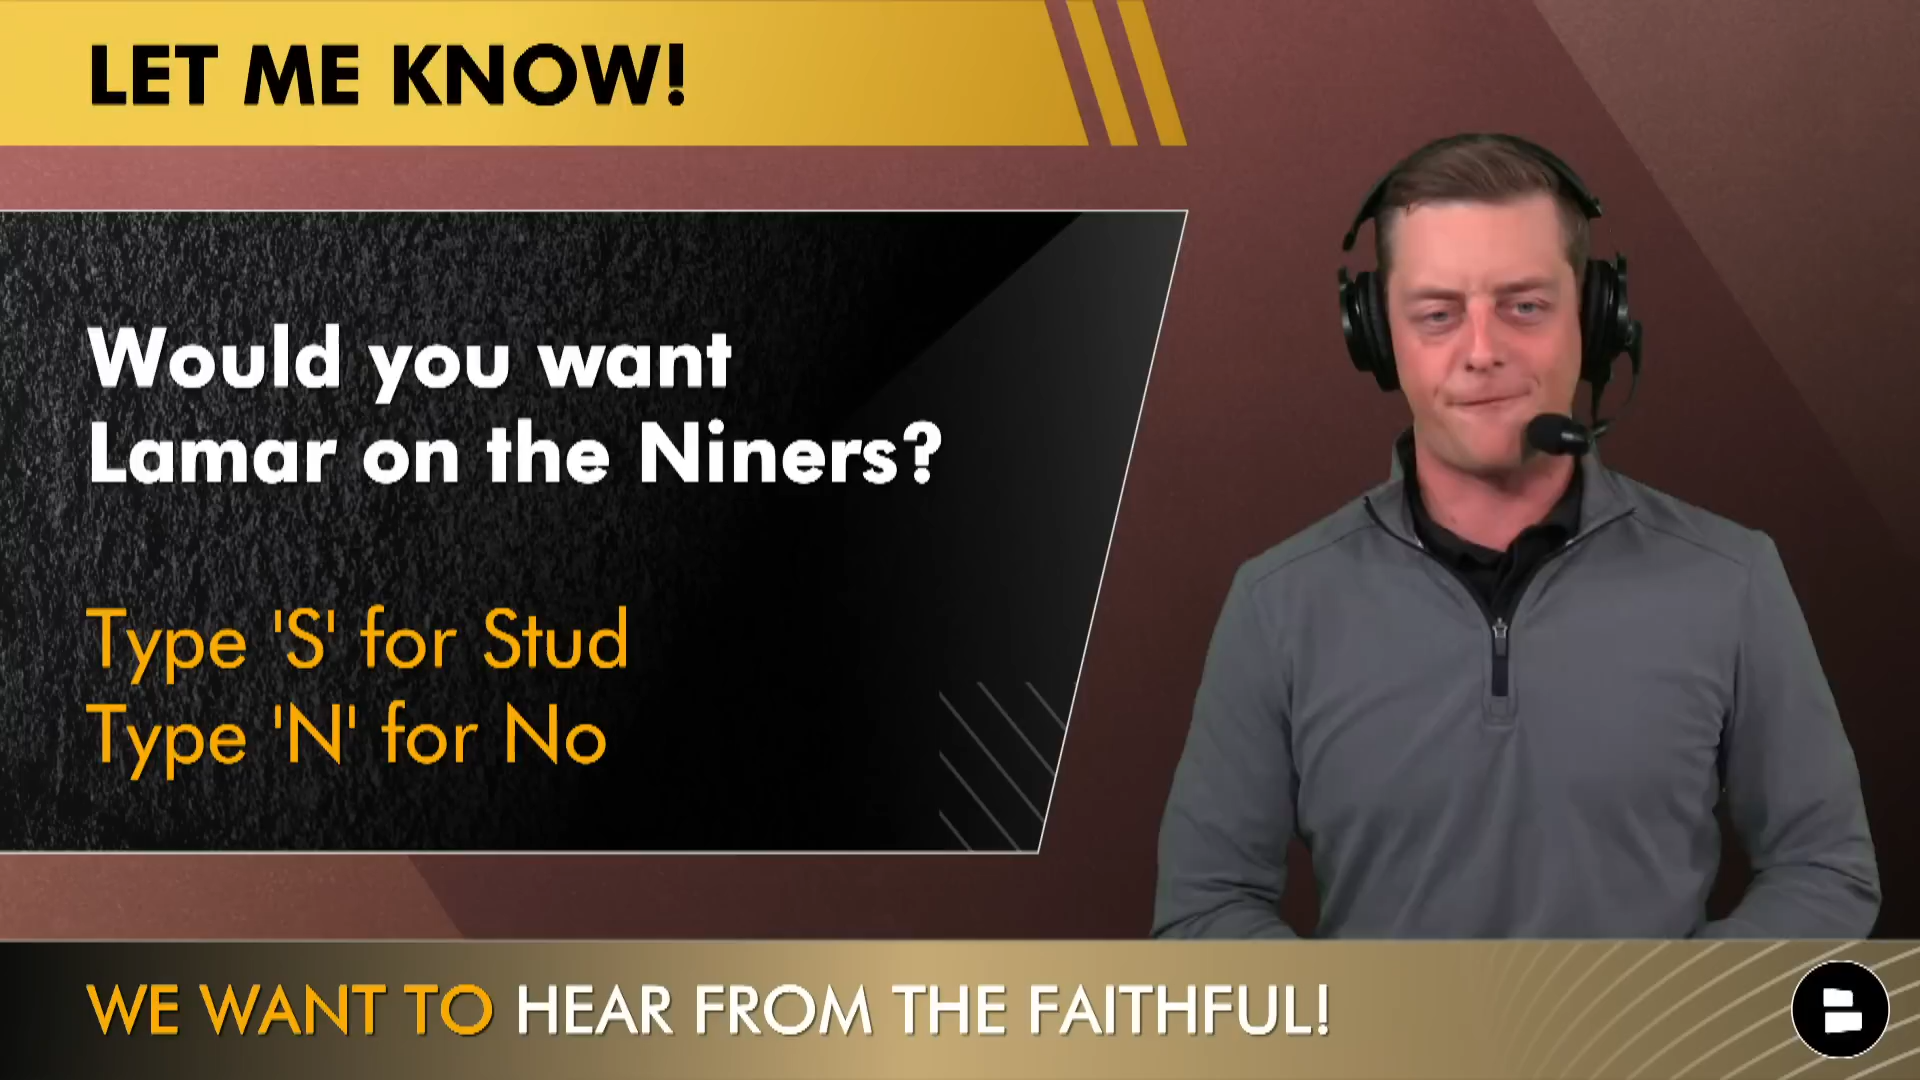 LET ME KNOW!
Would you want
Lamar on the Niners?
Type 'S' for Stud
Type 'N' for No
WE WANT TO HEAR FROM THE FAITHFUL!